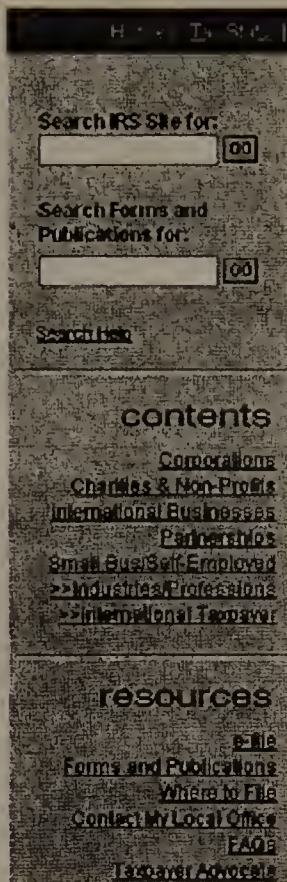 Search IRS Site for:
GO
Search Forms and
Publications for:
GO
Search Help
contents
Corporations
Charities & Non-Profits
International Businesses
Partnerships
Small Bus/Self-Employed
>>Industries/Professions
>>International Taxpayer
resources
e-file
Forms and Publications
Where to File
Contact My Local Office
FAQs
Taxpayer Advocate